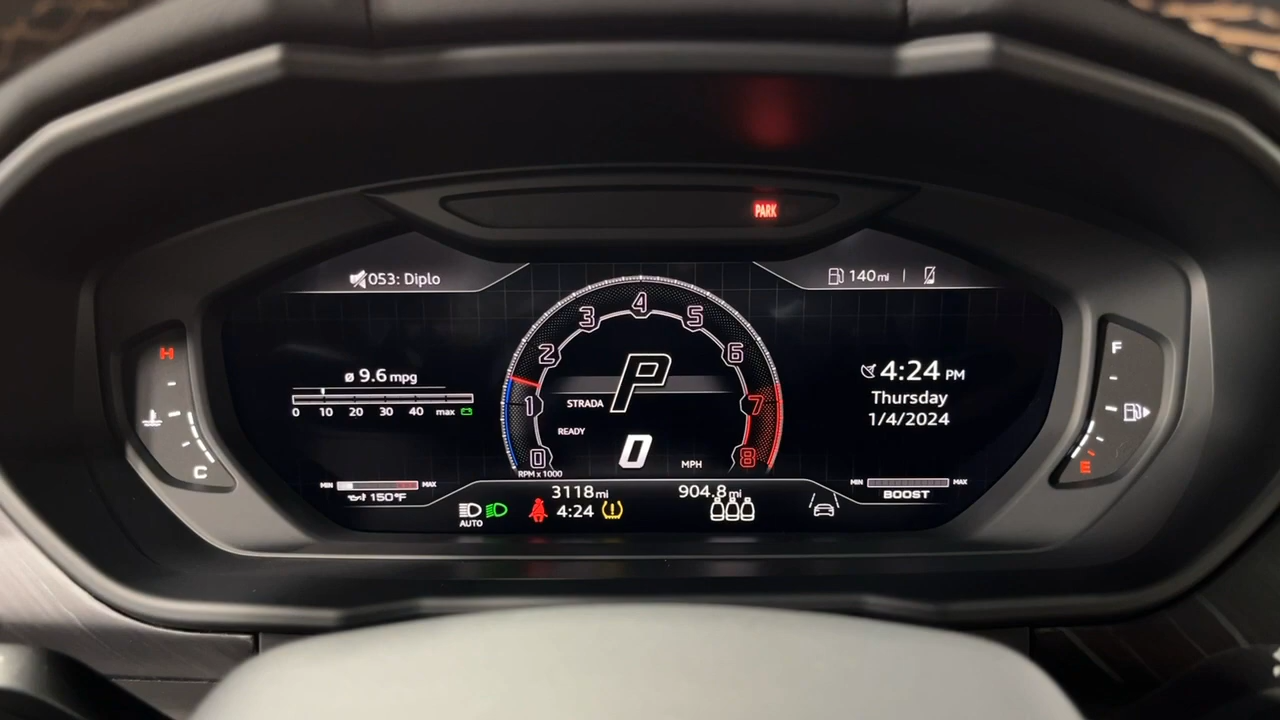 PARK
053: Diplo
140 mi
H
C
ø 9.6 mpg
0 10 20 30 40 max
MIN MAX
150°F
0 1 2 3 4 5 6 7 8
RPM x 1000
P
STRADA
READY
0 MPH
4:24 PM
Thursday
1/4/2024
F
E
MIN MAX
BOOST
AUTO
3118 mi
4:24
904.8 mi